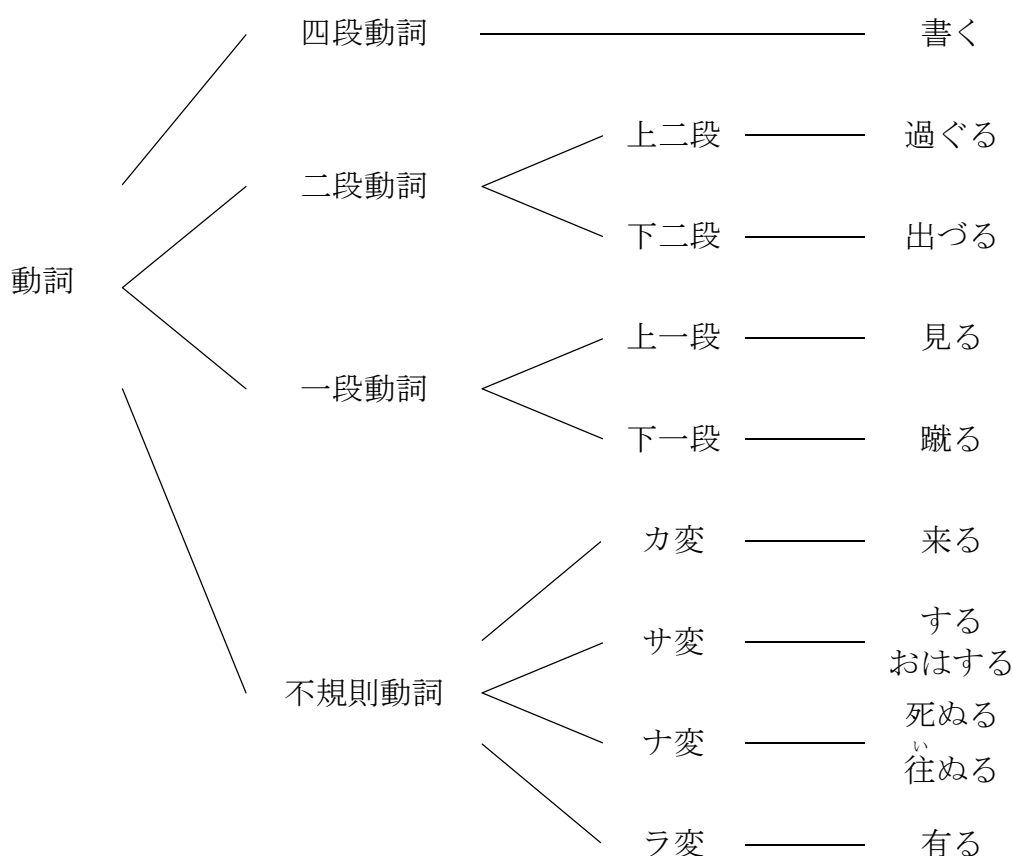 四段動詞 書く
上二段 過ぐる
二段動詞
下二段 出づる
動詞
上一段 見る
一段動詞
下一段 蹴る
カ変 来る
する
サ変
おはする
不規則動詞
死ぬる
ナ変
い
往ぬる
ラ変 有る